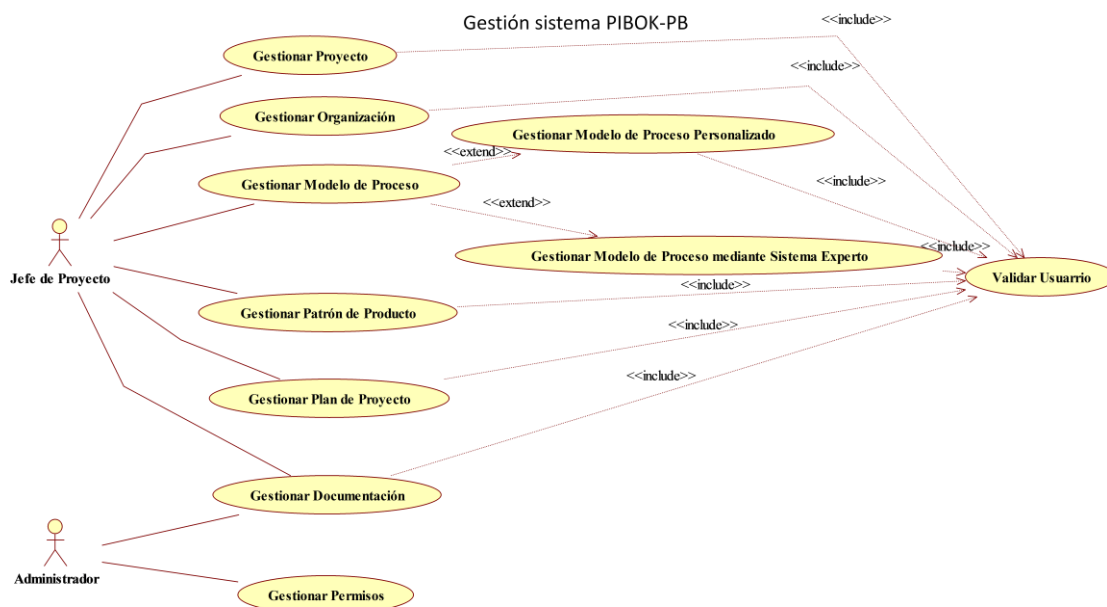 Gestión sistema PIBOK-PB
<<include>>
Gestionar Proyecto
<<include>>
Gestionar Organización
Gestionar Modelo de Proceso Personalizado
<<extend>>
Gestionar Modelo de Proceso
<<include>>
<<extend>>
<<include>>
Gestionar Modelo de Proceso mediante Sistema Experto
Jefe de Proyecto
Validar Usuarrio
<<include>>
Gestionar Patrón de Producto
<<include>>
<<include>>
Gestionar Plan de Proyecto
Gestionar Documentación
Administrador
Gestionar Permisos